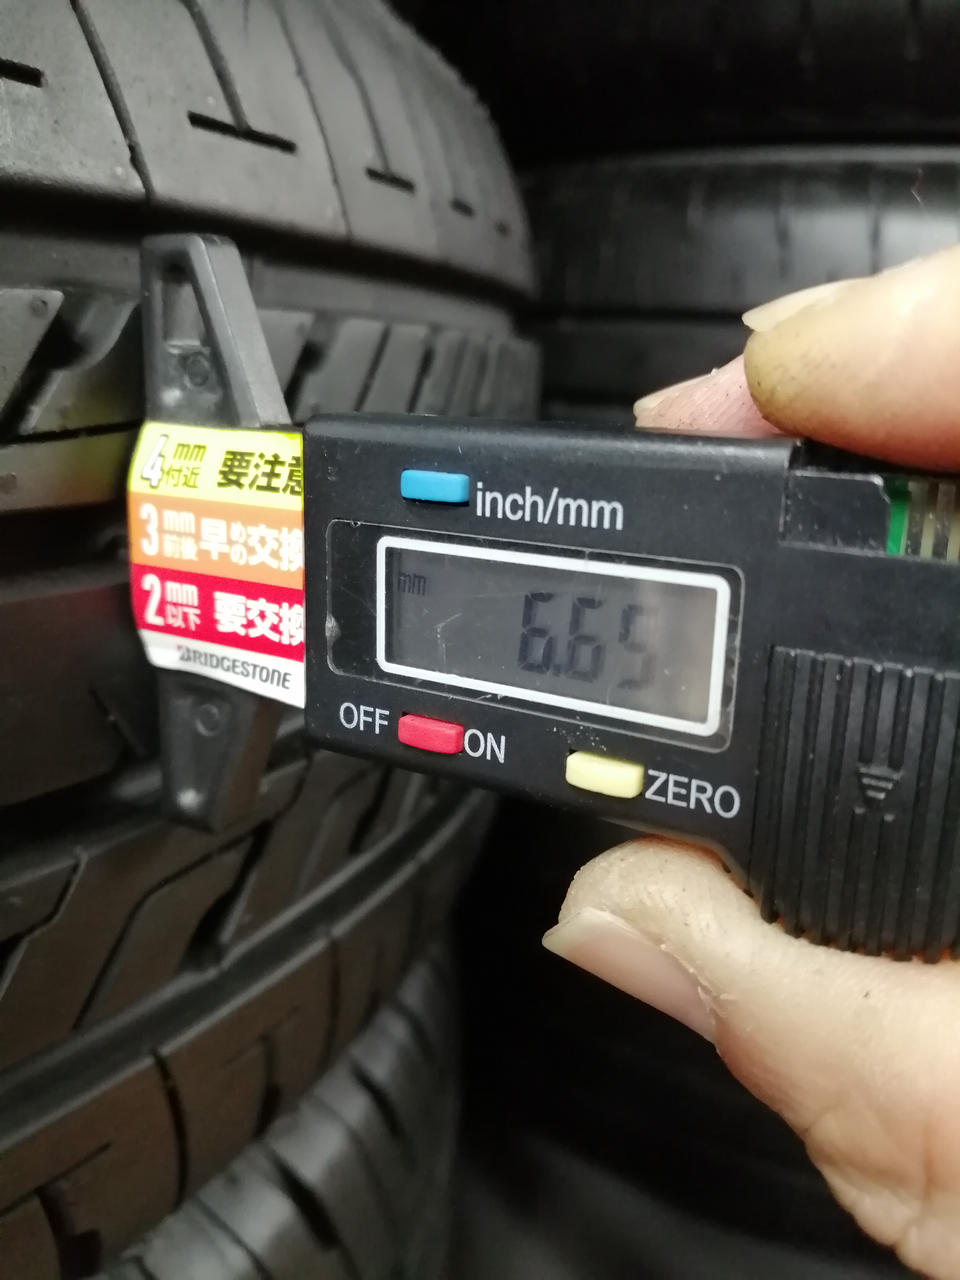 4mm付近 要注意
3mm前後 早めの交換
2mm以下 要交換
BRIDGESTONE
inch/mm
mm
6.65
OFF ON
ZERO